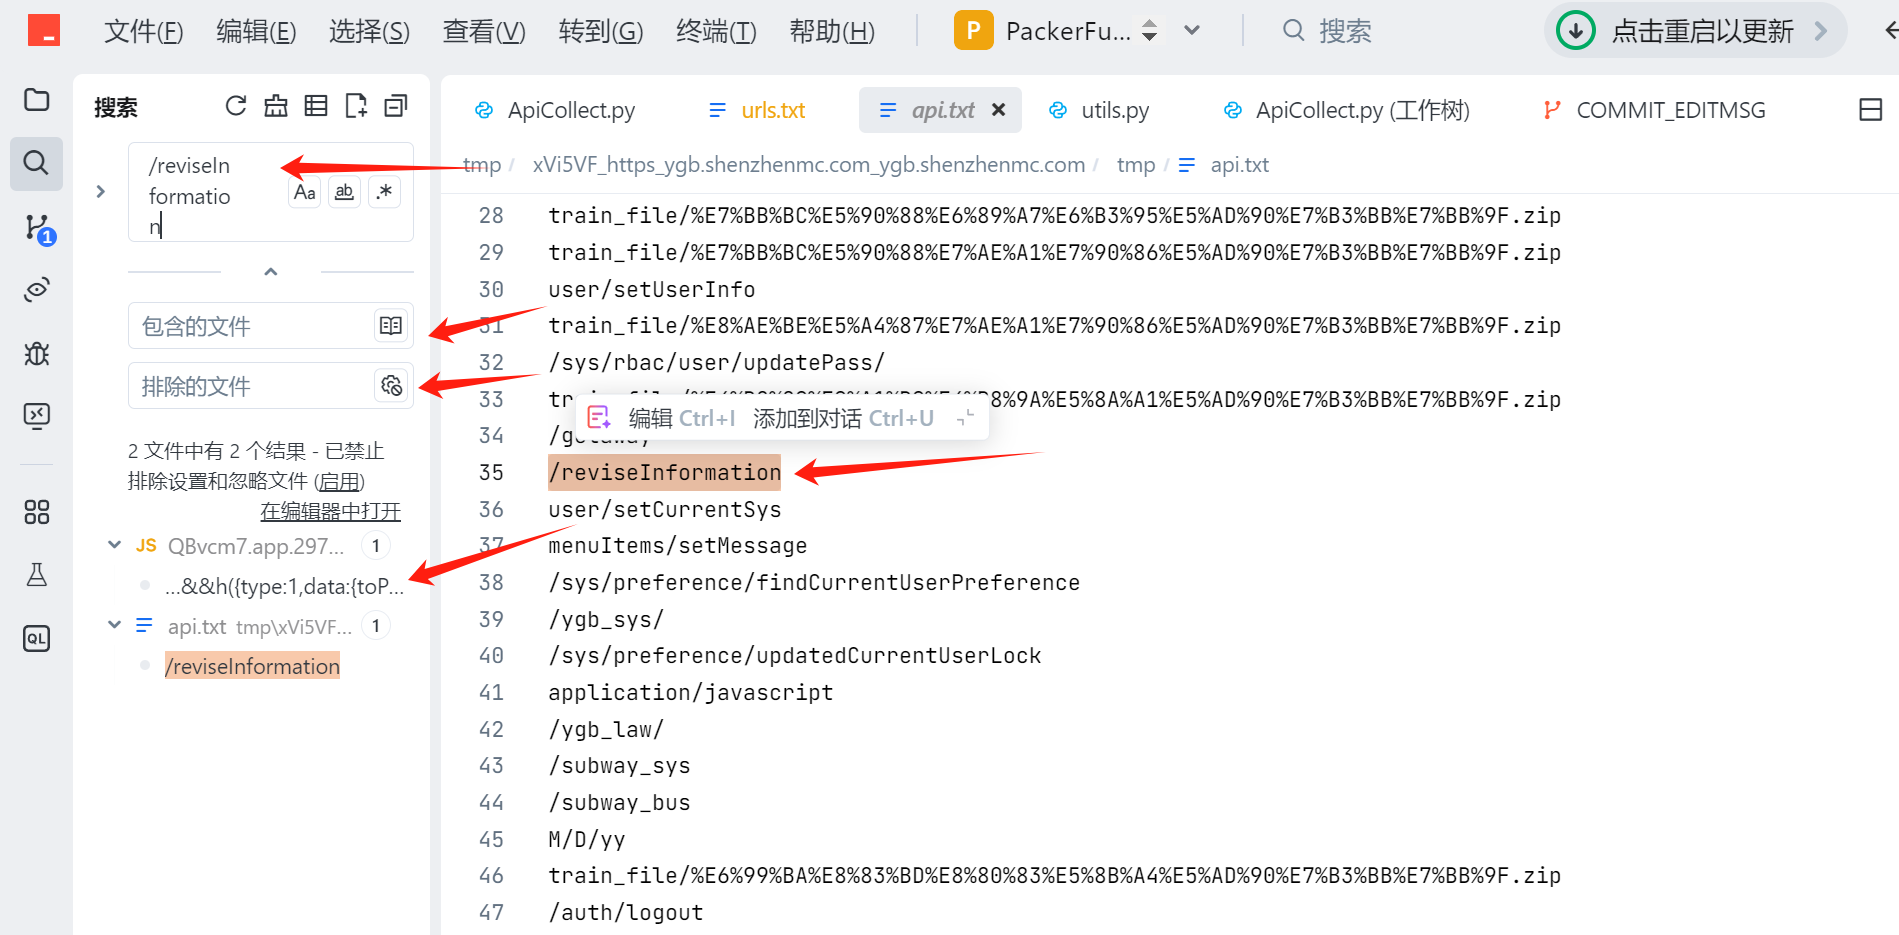 文件(F) 编辑(E) 选择(S) 查看(V) 转到(G) 终端(T) 帮助(H) P PackerFu... 搜索 点击重启以更新
搜索
/reviseIn
formatio
n
Aa ab .*
包含的文件
排除的文件
2 文件中有 2 个结果 - 已禁止
排除设置和忽略文件 (启用)
在编辑器中打开
JS QBvcm7.app.297... 1
...&&h({type:1,data:{toP...
api.txt tmp\xVi5VF... 1
/reviseInformation
1
QL
ApiCollect.py urls.txt api.txt utils.py ApiCollect.py (工作树) COMMIT_EDITMSG
tmp / xVi5VF_https_ygb.shenzhenmc.com_ygb.shenzhenmc.com / tmp / api.txt
28 train_file/%E7%BB%BC%E5%90%88%E6%89%A7%E6%B3%95%E5%AD%90%E7%B3%BB%E7%BB%9F.zip
29 train_file/%E7%BB%BC%E5%90%88%E7%AE%A1%E7%90%86%E5%AD%90%E7%B3%BB%E7%BB%9F.zip
30 user/setUserInfo
31 train_file/%E8%AE%BE%E5%A4%87%E7%AE%A1%E7%90%86%E5%AD%90%E7%B3%BB%E7%BB%9F.zip
32 /sys/rbac/user/updatePass/
33 9A%E5%8A%A1%E5%AD%90%E7%B3%BB%E7%BB%9F.zip
编辑 Ctrl+I 添加到对话 Ctrl+U
34
35 /reviseInformation
36 user/setCurrentSys
37 menuItems/setMessage
38 /sys/preference/findCurrentUserPreference
39 /ygb_sys/
40 /sys/preference/updatedCurrentUserLock
41 application/javascript
42 /ygb_law/
43 /subway_sys
44 /subway_bus
45 M/D/yy
46 train_file/%E6%99%BA%E8%83%BD%E8%80%83%E5%8B%A4%E5%AD%90%E7%B3%BB%E7%BB%9F.zip
47 /auth/logout